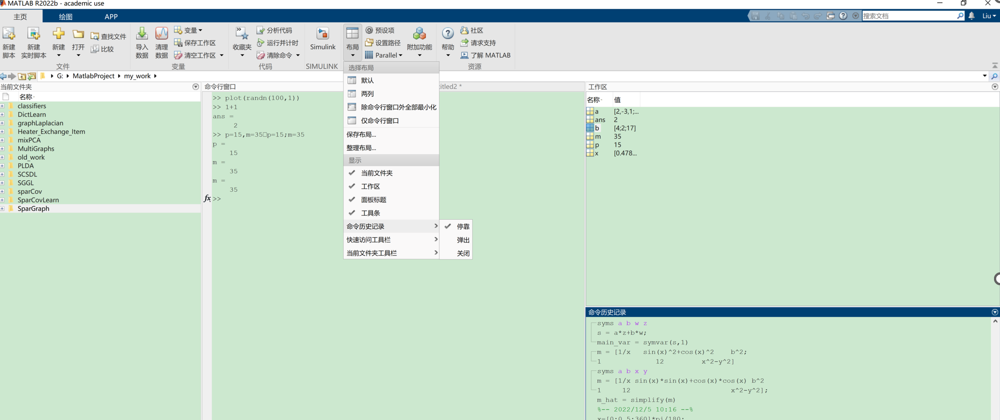 MATLAB R2022b - academic use
主页 绘图 APP 搜索文档 Liu
新建脚本 新建实时脚本 新建 打开 查找文件 比较
文件
导入数据 清理数据 变量 保存工作区 清空工作区
变量
收藏夹 分析代码 运行并计时 清除命令
代码
Simulink
SIMULINK
布局 预设项 设置路径 Parallel 附加功能
帮助 社区 请求支持 了解 MATLAB
资源
G: MatlabProject my_work
当前文件夹
名称
classifiers
DictLearn
graphLaplacian
Heater_Exchange_Item
mixPCA
MultiGraphs
old_work
PLDA
SCSDL
SGGL
sparCov
SparCovLearn
SparGraph
命令行窗口
>> plot(randn(100,1))
>> 1+1
ans =
2
>> p=15,m=35□p=15;m=35
p =
15
m =
35
m =
35
fx >>
选择布局
默认
两列
除命令行窗口外全部最小化
仅命令行窗口
保存布局...
整理布局...
显示
当前文件夹
工作区
面板标题
工具条
命令历史记录
快速访问工具栏
当前文件夹工具栏
停靠
弹出
关闭
titled2 *
工作区
名称 值
a [2,-3,1;...
ans 2
b [4;2;17]
m 35
p 15
x [0.478...
命令历史记录
syms a b w z
s = a*z+b*w;
main_var = symvar(s,1)
m = [1/x sin(x)^2+cos(x)^2 b^2;
1 12 x^2-y^2]
syms a b x y
m = [1/x sin(x)*sin(x)+cos(x)*cos(x) b^2
1 12 x^2-y^2];
m_hat = simplify(m)
%-- 2022/12/5 10:16 --%
x=[0:0.5:360]*pi/180;